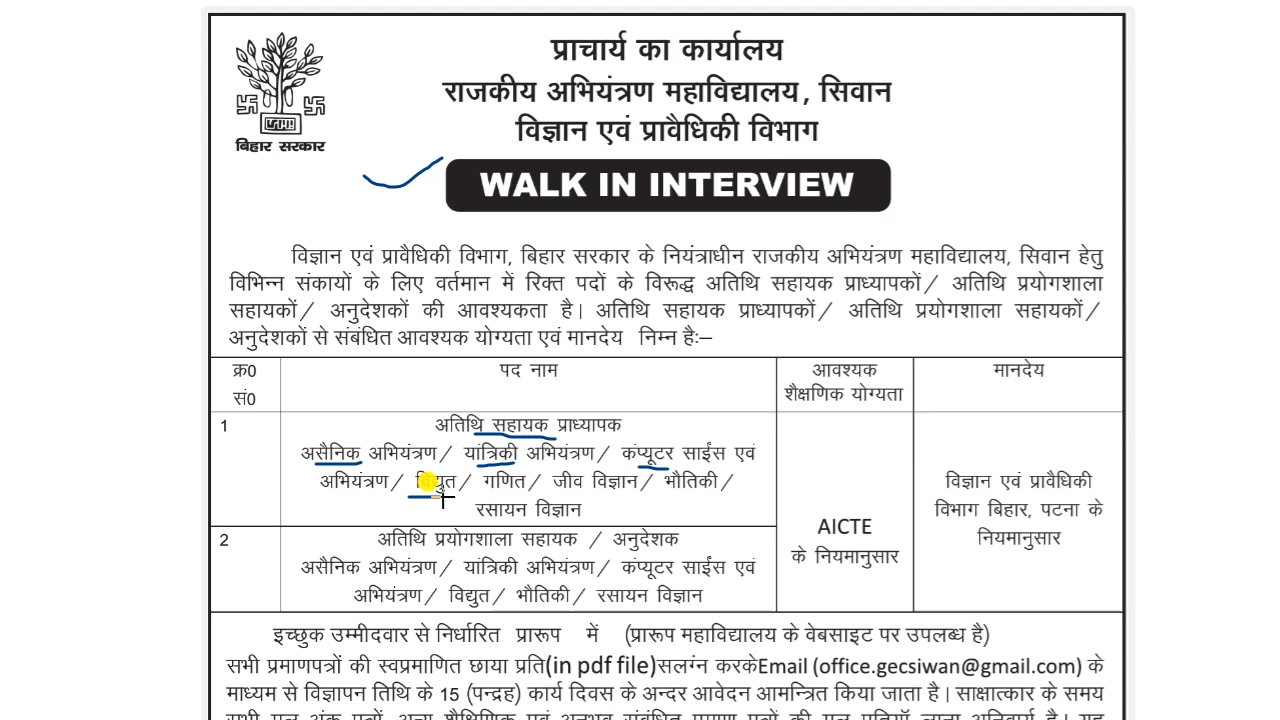 बिहार सरकार
प्राचार्य का कार्यालय
राजकीय अभियंत्रण महाविद्यालय, सिवान
विज्ञान एवं प्रावैधिकी विभाग
WALK IN INTERVIEW
विज्ञान एवं प्रावैधिकी विभाग, बिहार सरकार के नियंत्राधीन राजकीय अभियंत्रण महाविद्यालय, सिवान हेतु
विभिन्न संकायों के लिए वर्तमान में रिक्त पदों के विरूद्ध अतिथि सहायक प्राध्यापकों/ अतिथि प्रयोगशाला
सहायकों/ अनुदेशकों की आवश्यकता है। अतिथि सहायक प्राध्यापकों/ अतिथि प्रयोगशाला सहायकों/
अनुदेशकों से संबंधित आवश्यक योग्यता एवं मानदेय निम्न है:–
क्र0 सं0
पद नाम
आवश्यक शैक्षणिक योग्यता
मानदेय
1
अतिथि सहायक प्राध्यापक
असैनिक अभियंत्रण/ यांत्रिकी अभियंत्रण/ कंप्यूटर साईंस एवं
अभियंत्रण/ विद्युत/ गणित/ जीव विज्ञान/ भौतिकी/
रसायन विज्ञान
AICTE
के नियमानुसार
विज्ञान एवं प्रावैधिकी
विभाग बिहार, पटना के
नियमानुसार
2
अतिथि प्रयोगशाला सहायक / अनुदेशक
असैनिक अभियंत्रण/ यांत्रिकी अभियंत्रण/ कंप्यूटर साईंस एवं
अभियंत्रण/ विद्युत/ भौतिकी/ रसायन विज्ञान
इच्छुक उम्मीदवार से निर्धारित प्रारूप में (प्रारूप महाविद्यालय के वेबसाइट पर उपलब्ध है)
सभी प्रमाणपत्रों की स्वप्रमाणित छाया प्रति(in pdf file)सलग्न करकेEmail (office.gecsiwan@gmail.com) के
माध्यम से विज्ञापन तिथि के 15 (पन्द्रह) कार्य दिवस के अन्दर आवेदन आमन्त्रित किया जाता है। साक्षात्कार के समय